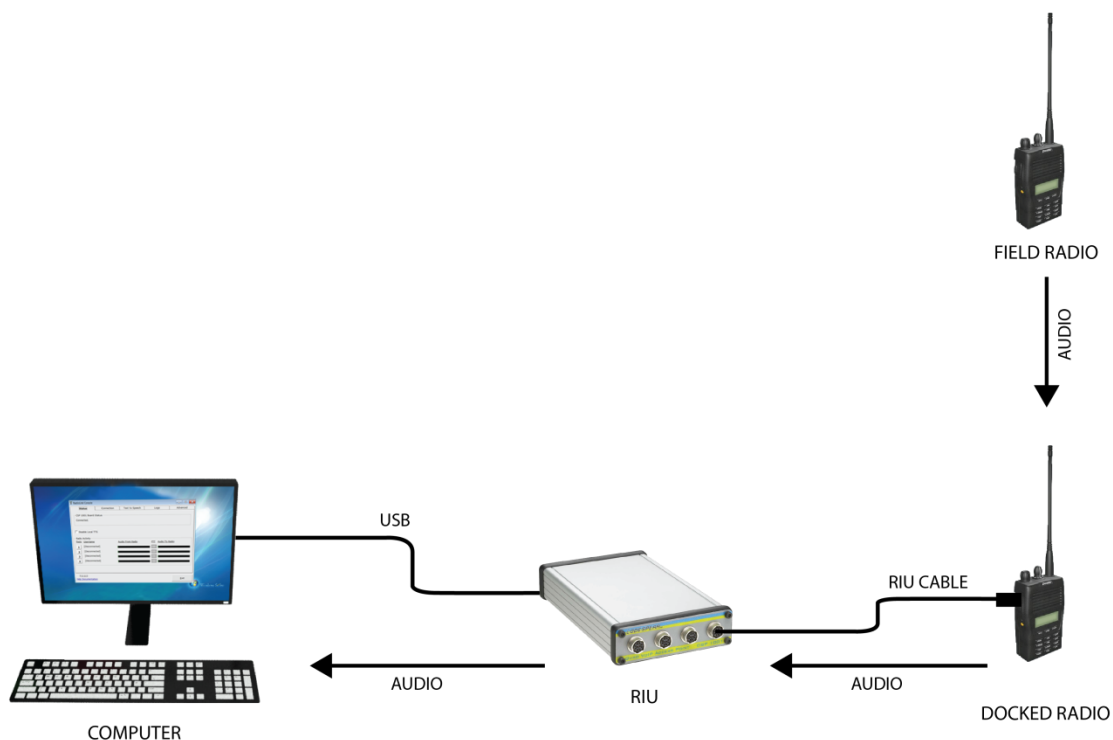 FIELD RADIO
AUDIO
USB
RIU CABLE
AUDIO
RIU
AUDIO
DOCKED RADIO
COMPUTER